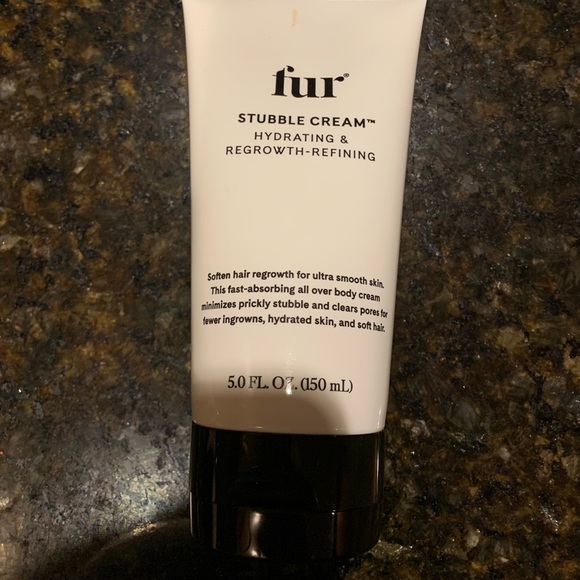 fur®
STUBBLE CREAM™
HYDRATING &
REGROWTH-REFINING
Soften hair regrowth for ultra smooth skin.
This fast-absorbing all over body cream
minimizes prickly stubble and clears pores for
fewer ingrowns, hydrated skin, and soft hair.
5.0 FL. OZ. (150 mL)